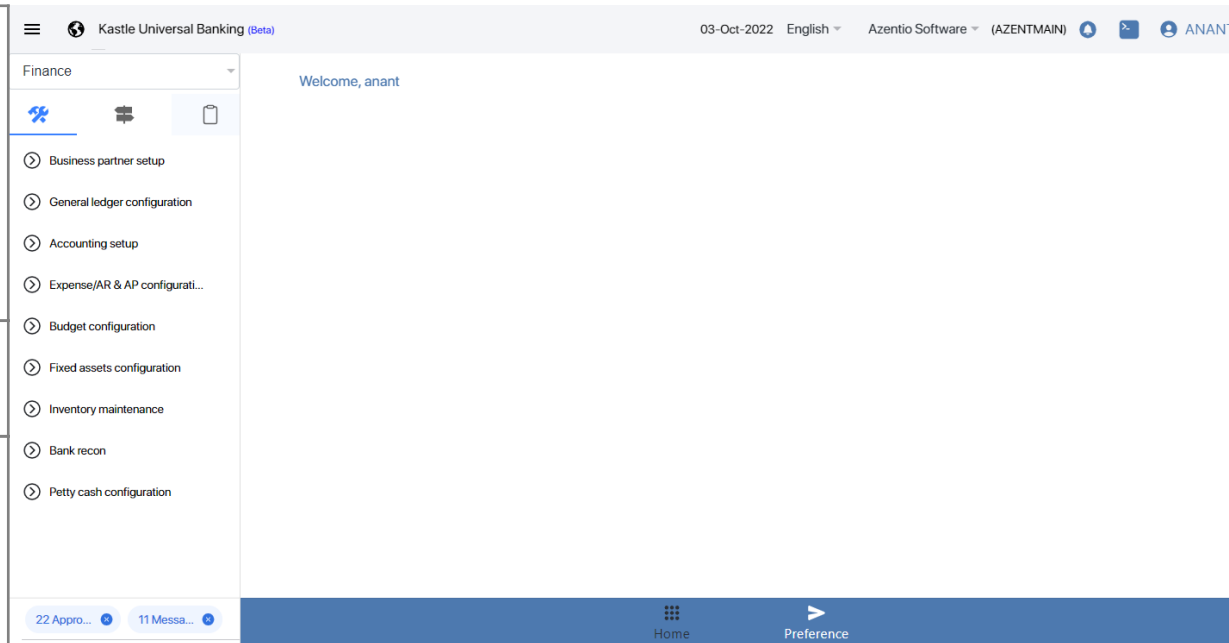 Kastle Universal Banking (Beta)
03-Oct-2022 English Azentio Software (AZENTMAIN) ANANT
Finance
Welcome, anant
Business partner setup
General ledger configuration
Accounting setup
Expense/AR & AP configurati...
Budget configuration
Fixed assets configuration
Inventory maintenance
Bank recon
Petty cash configuration
22 Appro... 11 Messa...
Home Preference